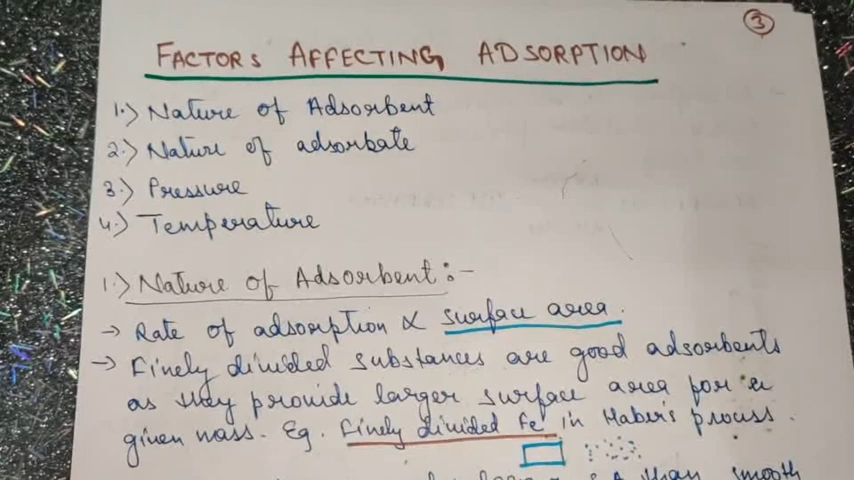 3
FACTORS AFFECTING ADSORPTION
1.) Nature of Adsorbent
2.) Nature of adsorbate
3.) Pressure
4.) Temperature
1.) Nature of Adsorbent :-
→ Rate of adsorption ∝ surface area.
→ Finely divided substances are good adsorbents
as they provide larger surface area for a
given mass. Eg. Finely divided Fe in Haber's process.
than smooth